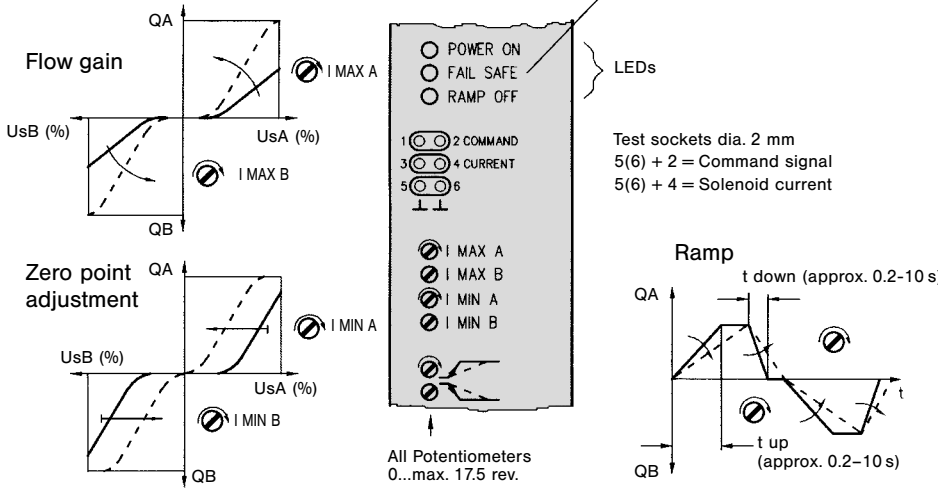 Flow gain
QA
I MAX A
UsB (%)
UsA (%)
I MAX B
QB
Zero point
adjustment
QA
I MIN A
UsB (%)
UsA (%)
I MIN B
QB
POWER ON
FAIL SAFE
RAMP OFF
LEDs
1 2 COMMAND
3 4 CURRENT
5 6
Test sockets dia. 2 mm
5(6) + 2 = Command signal
5(6) + 4 = Solenoid current
I MAX A
I MAX B
I MIN A
I MIN B
All Potentiometers
0...max. 17.5 rev.
Ramp
t down (approx. 0.2-10 s)
QA
t
t up
(approx. 0.2–10 s)
QB